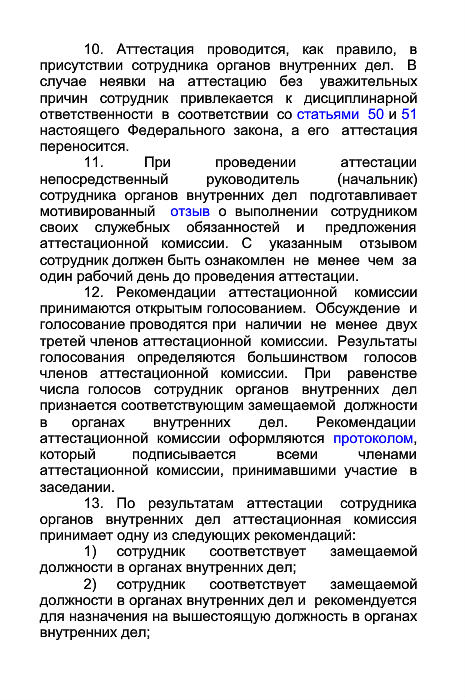 10. Аттестация проводится, как правило, в
присутствии сотрудника органов внутренних дел. В
случае неявки на аттестацию без уважительных
причин сотрудник привлекается к дисциплинарной
ответственности в соответствии со статьями 50 и 51
настоящего Федерального закона, а его аттестация
переносится.
11. При проведении аттестации
непосредственный руководитель (начальник)
сотрудника органов внутренних дел подготавливает
мотивированный отзыв о выполнении сотрудником
своих служебных обязанностей и предложения
аттестационной комиссии. С указанным отзывом
сотрудник должен быть ознакомлен не менее чем за
один рабочий день до проведения аттестации.
12. Рекомендации аттестационной комиссии
принимаются открытым голосованием. Обсуждение и
голосование проводятся при наличии не менее двух
третей членов аттестационной комиссии. Результаты
голосования определяются большинством голосов
членов аттестационной комиссии. При равенстве
числа голосов сотрудник органов внутренних дел
признается соответствующим замещаемой должности
в органах внутренних дел. Рекомендации
аттестационной комиссии оформляются протоколом,
который подписывается всеми членами
аттестационной комиссии, принимавшими участие в
заседании.
13. По результатам аттестации сотрудника
органов внутренних дел аттестационная комиссия
принимает одну из следующих рекомендаций:
1) сотрудник соответствует замещаемой
должности в органах внутренних дел;
2) сотрудник соответствует замещаемой
должности в органах внутренних дел и рекомендуется
для назначения на вышестоящую должность в органах
внутренних дел;